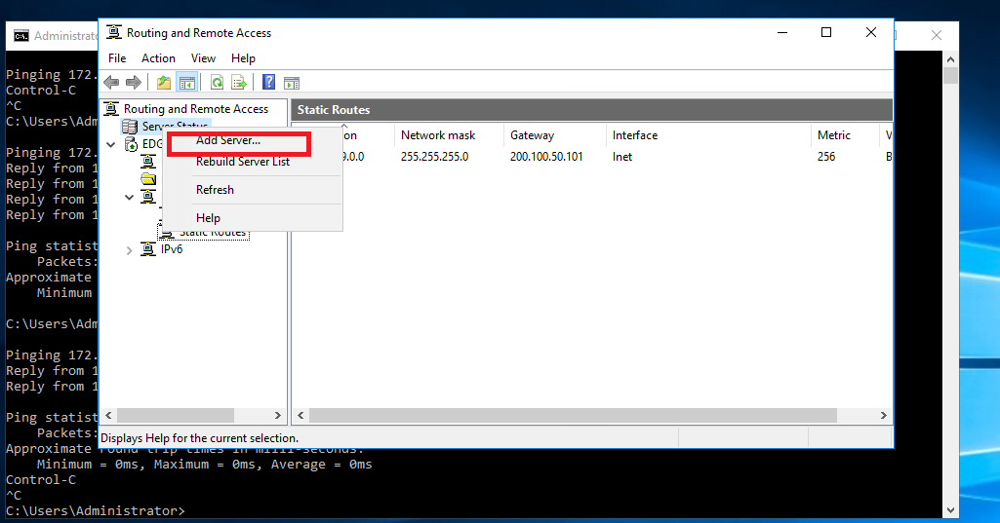 Administrato
Routing and Remote Access
File Action View Help
Pinging 172.
Control-C
^C
C:\Users\Adm
Pinging 172.
Reply from 1
Reply from 1
Reply from 1
Reply from 1
Ping statist
Packets:
Approximate
Minimum
C:\Users\Adm
Pinging 172.
Reply from 1
Reply from 1
Ping statist
Packets:
Approximate round trip times in milli-seconds:
Minimum = 0ms, Maximum = 0ms, Average = 0ms
Control-C
^C
C:\Users\Administrator>
Routing and Remote Access
Server Status
EDG
Static Routes
IPv6
Add Server...
Rebuild Server List
Refresh
Help
Static Routes
on Network mask Gateway Interface Metric V
9.0.0 255.255.255.0 200.100.50.101 Inet 256 B
Displays Help for the current selection.